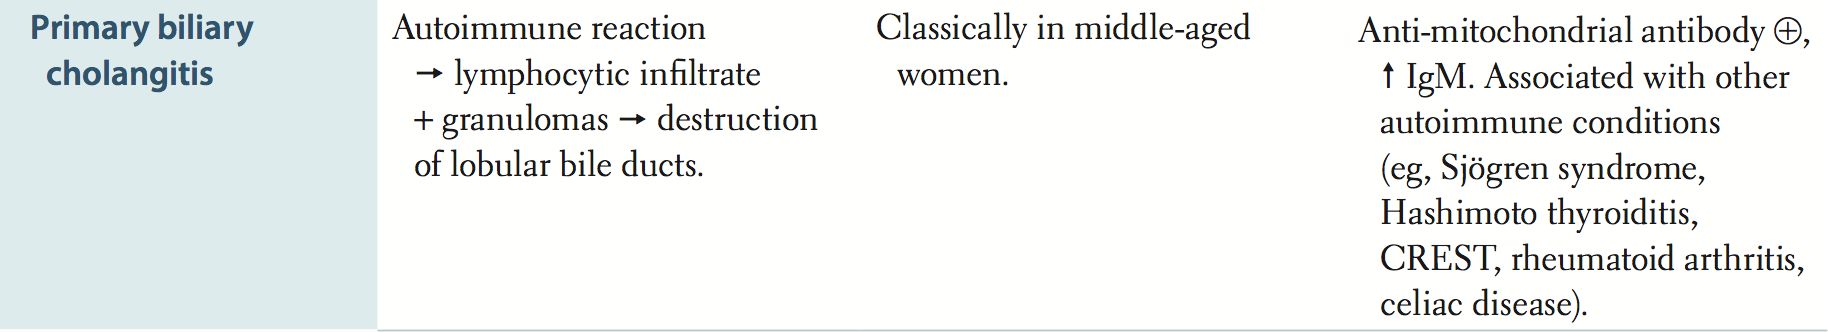 Primary biliary
cholangitis
Autoimmune reaction
→ lymphocytic infiltrate
+ granulomas → destruction
of lobular bile ducts.
Classically in middle-aged
women.
Anti-mitochondrial antibody ⊕,
↑ IgM. Associated with other
autoimmune conditions
(eg, Sjögren syndrome,
Hashimoto thyroiditis,
CREST, rheumatoid arthritis,
celiac disease).